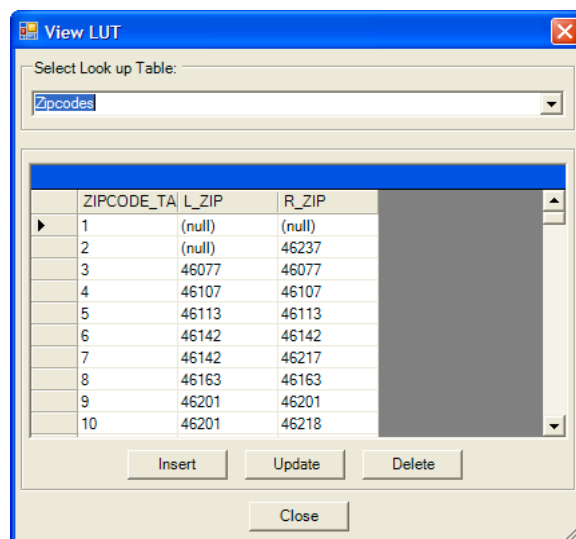 View LUT
Select Look up Table:
Zipcodes
ZIPCODE_TA L_ZIP R_ZIP
1 (null) (null)
2 (null) 46237
3 46077 46077
4 46107 46107
5 46113 46113
6 46142 46142
7 46142 46217
8 46163 46163
9 46201 46201
10 46201 46218
Insert Update Delete
Close